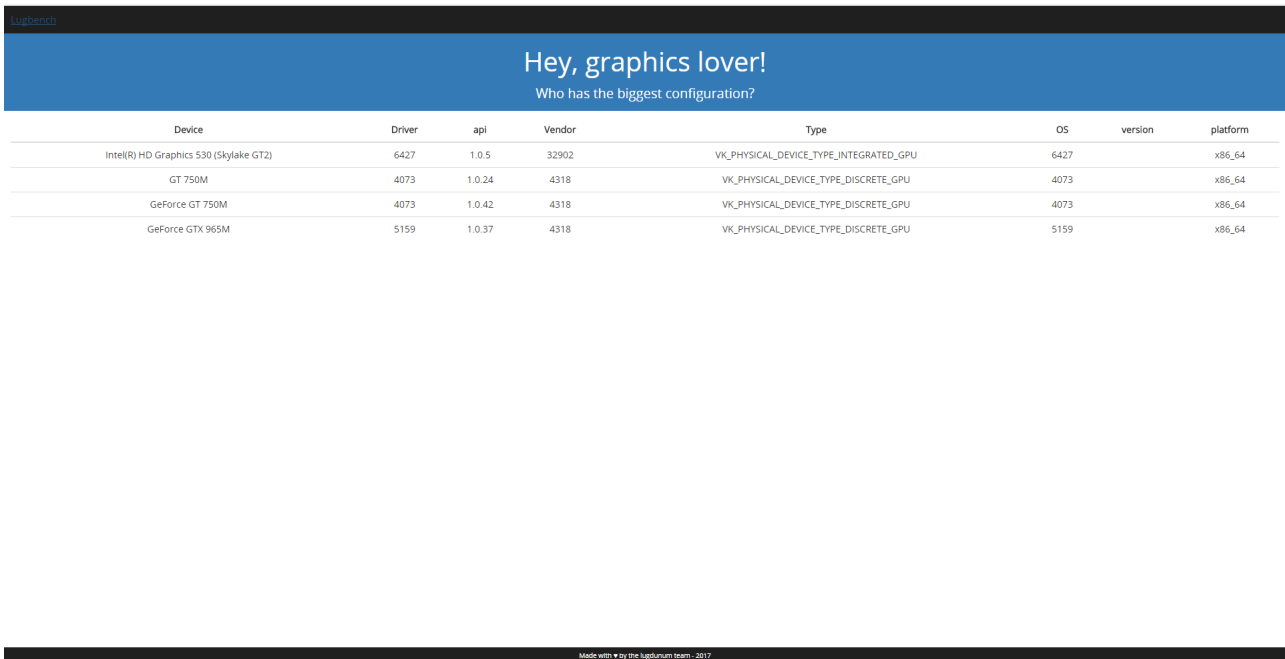 Lugbench
Hey, graphics lover!
Who has the biggest configuration?
Device Driver api Vendor Type OS version platform
Intel(R) HD Graphics 530 (Skylake GT2) 6427 1.0.5 32902 VK_PHYSICAL_DEVICE_TYPE_INTEGRATED_GPU 6427 x86_64
GT 750M 4073 1.0.24 4318 VK_PHYSICAL_DEVICE_TYPE_DISCRETE_GPU 4073 x86_64
GeForce GT 750M 4073 1.0.42 4318 VK_PHYSICAL_DEVICE_TYPE_DISCRETE_GPU 4073 x86_64
GeForce GTX 965M 5159 1.0.37 4318 VK_PHYSICAL_DEVICE_TYPE_DISCRETE_GPU 5159 x86_64
Made with ♥ by the lugdunum team - 2017